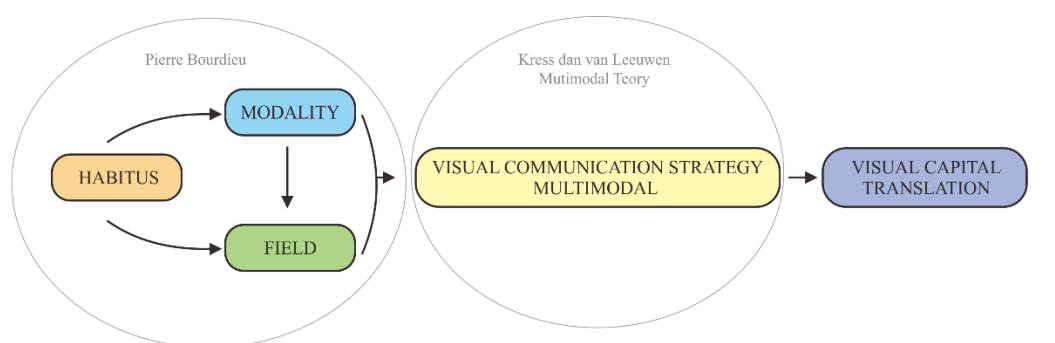 Pierre Bourdieu
Kress dan van Leeuwen
Mutimodal Teory
MODALITY
HABITUS
VISUAL COMMUNICATION STRATEGY
MULTIMODAL
VISUAL CAPITAL
TRANSLATION
FIELD